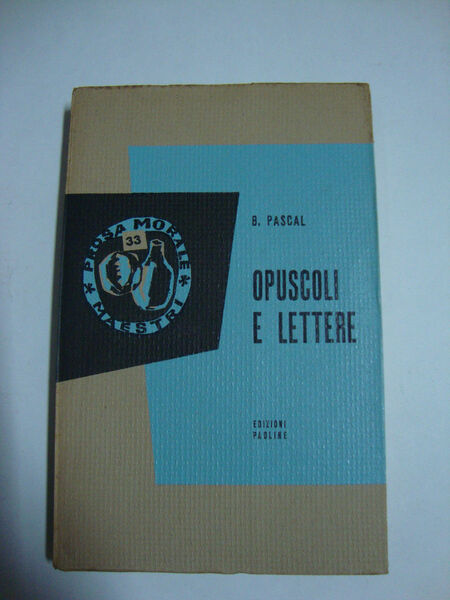 * PROSA MORALE *
MAESTRI
33
B. PASCAL
OPUSCOLI
E LETTERE
EDIZIONI
PAOLINE